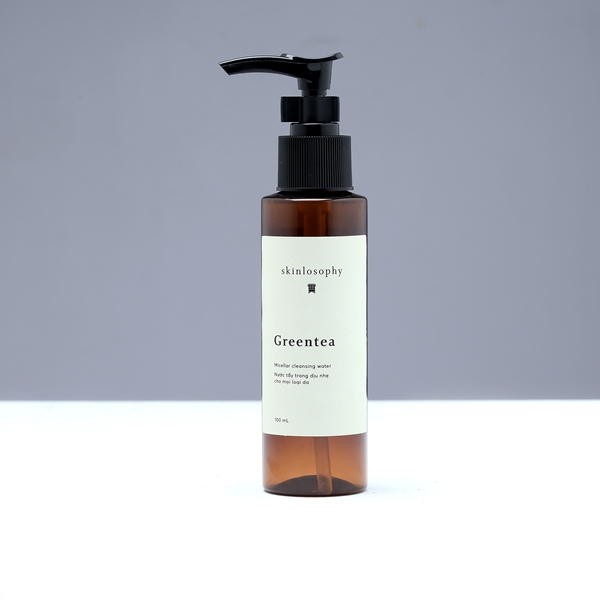 skinlosophy
Greentea
Micellar cleansing water
Nước tẩy trang dịu nhẹ
cho mọi loại da
100 mL